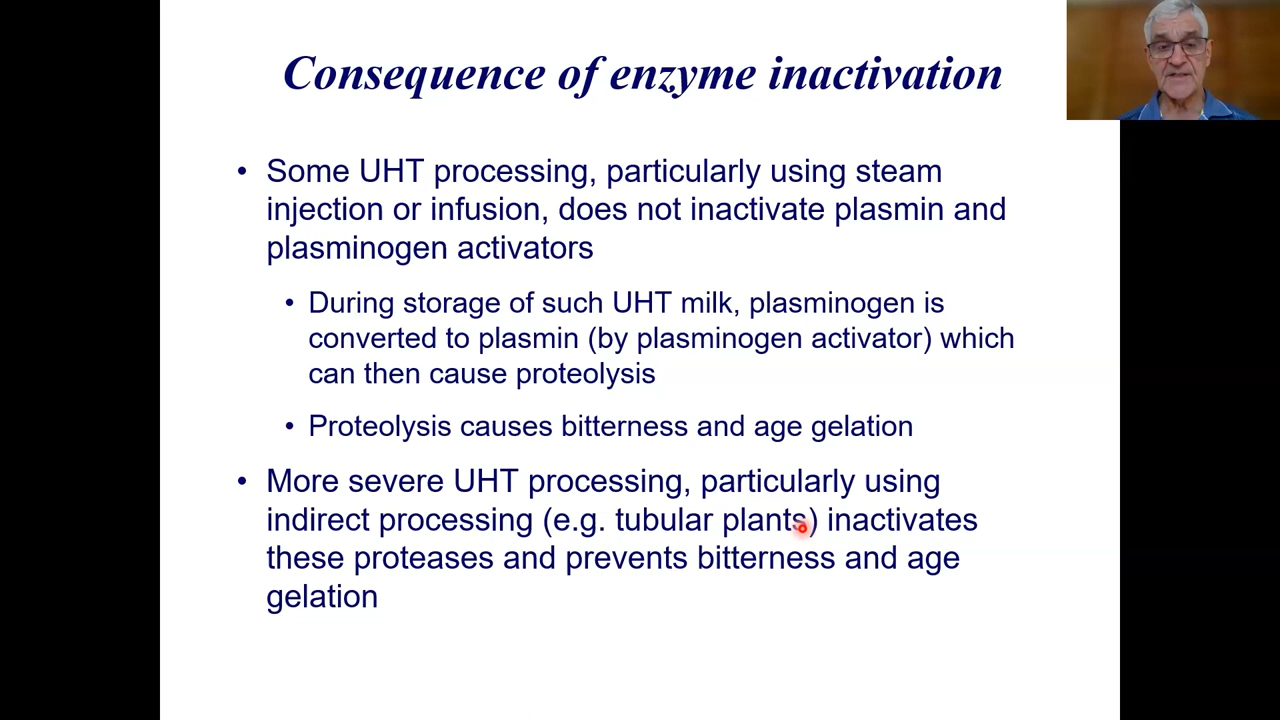 Consequence of enzyme inactivation
• Some UHT processing, particularly using steam
injection or infusion, does not inactivate plasmin and
plasminogen activators
• During storage of such UHT milk, plasminogen is
converted to plasmin (by plasminogen activator) which
can then cause proteolysis
• Proteolysis causes bitterness and age gelation
• More severe UHT processing, particularly using
indirect processing (e.g. tubular plants) inactivates
these proteases and prevents bitterness and age
gelation